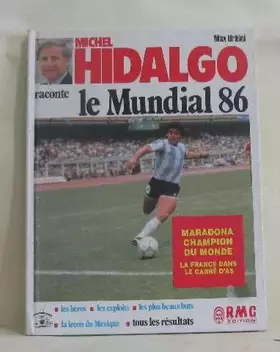 MICHEL
Max Urbini
HIDALGO
raconte
le Mundial 86
MARADONA
CHAMPION
DU MONDE
LA FRANCE DANS
LE CARRÉ D'AS
• les héros • les exploits • les plus beaux buts
la leçon du Mexique • tous les résultats
RMC
EDITION